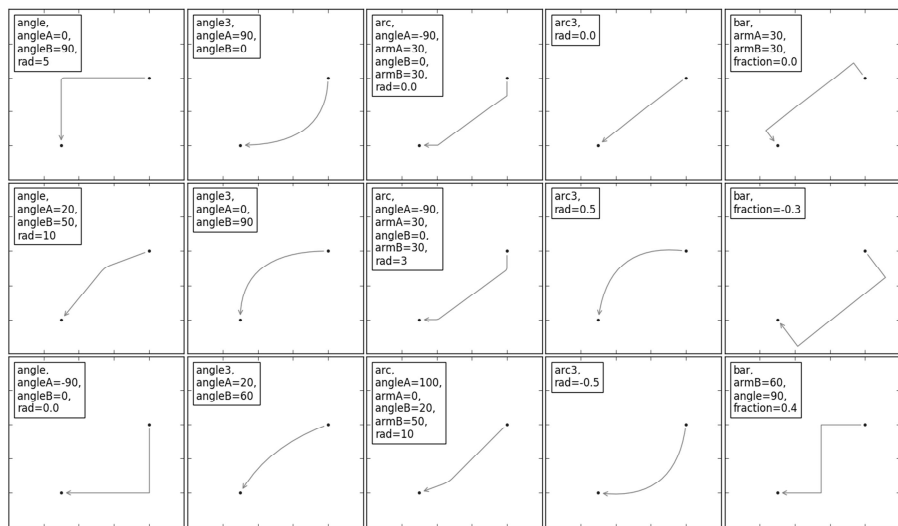 angle,
angleA=0,
angleB=90,
rad=5
angle3,
angleA=90,
angleB=0
arc,
angleA=-90,
armA=30,
angleB=0,
armB=30,
rad=0.0
arc3,
rad=0.0
bar,
armA=30,
armB=30,
fraction=0.0
angle,
angleA=20,
angleB=50,
rad=10
angle3,
angleA=0,
angleB=90
arc,
angleA=-90,
armA=30,
angleB=0,
armB=30,
rad=3
arc3,
rad=0.5
bar,
fraction=-0.3
angle,
angleA=-90,
angleB=0,
rad=0.0
angle3,
angleA=20,
angleB=60
arc,
angleA=100,
armA=0,
angleB=20,
armB=50,
rad=10
arc3,
rad=-0.5
bar,
armB=60,
angle=90,
fraction=0.4